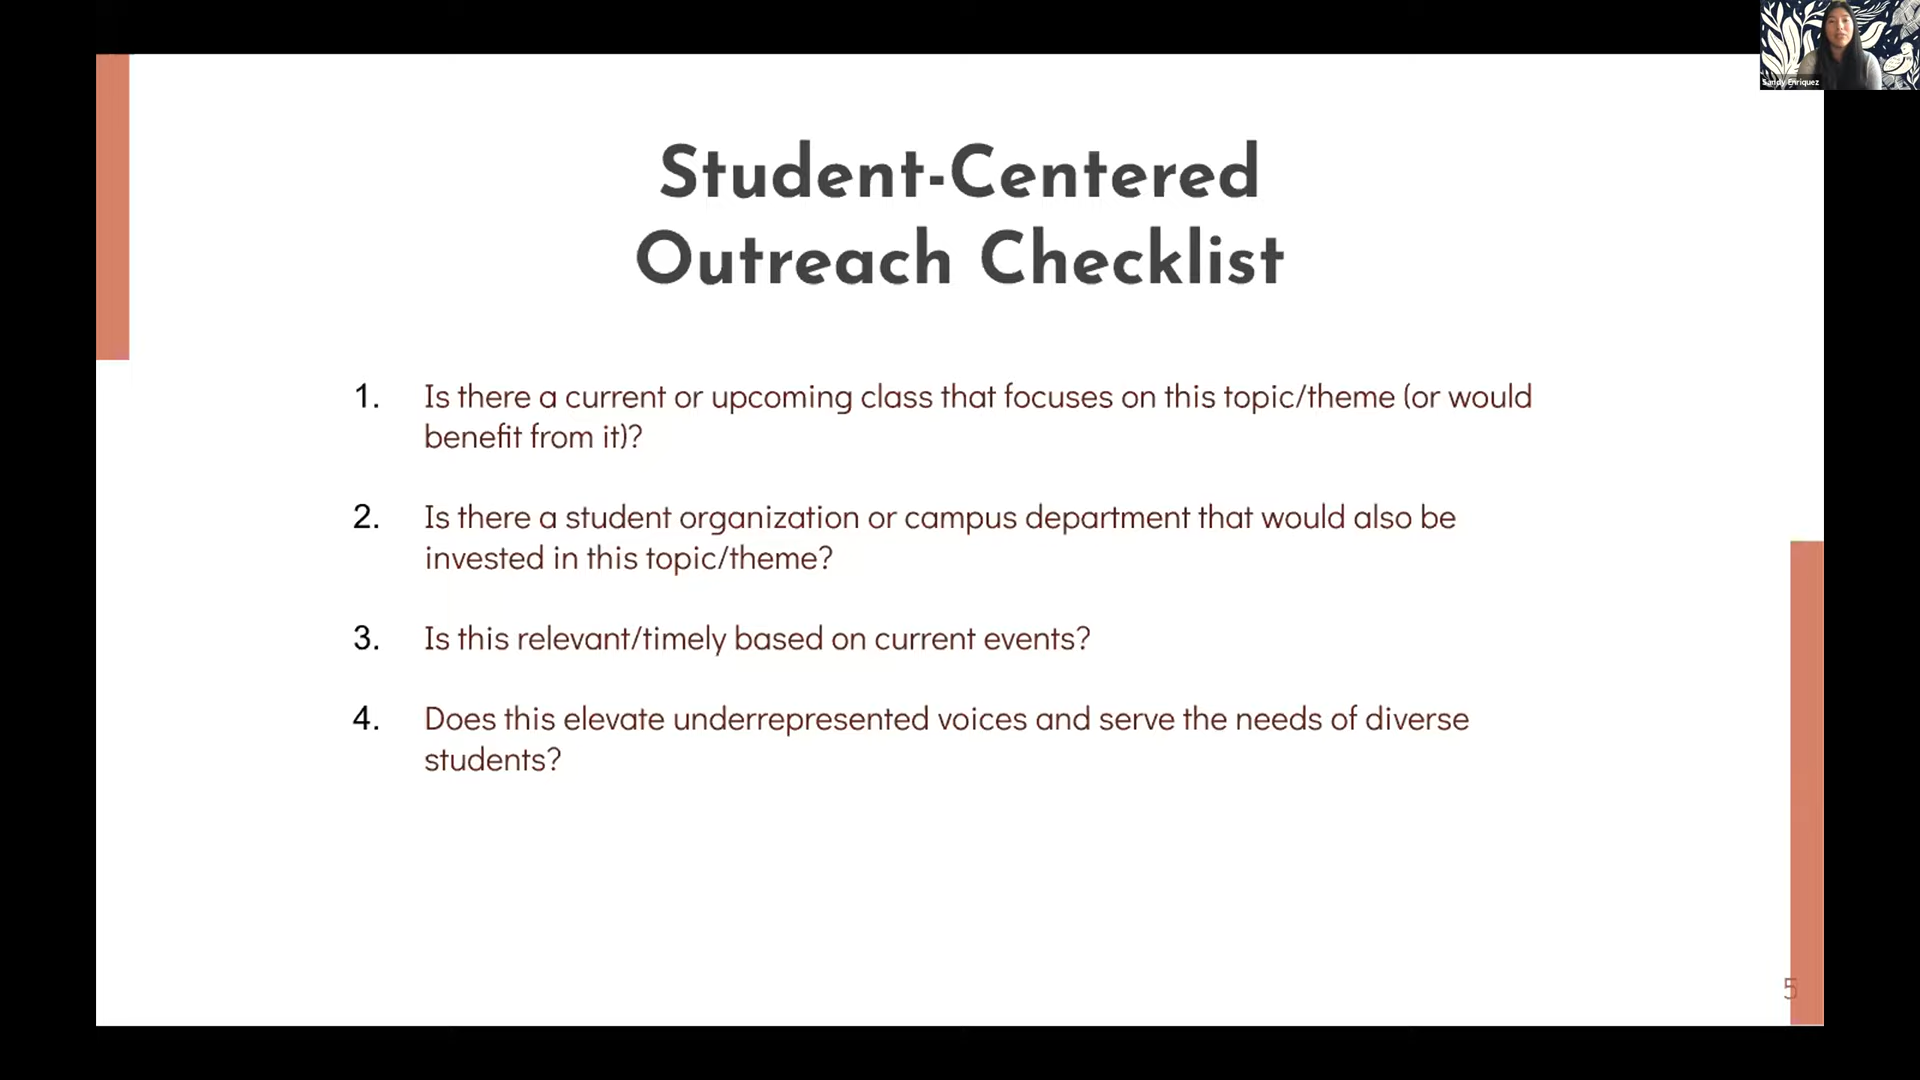 Sandy Enriquez
Student-Centered
Outreach Checklist
1. Is there a current or upcoming class that focuses on this topic/theme (or would
benefit from it)?
2. Is there a student organization or campus department that would also be
invested in this topic/theme?
3. Is this relevant/timely based on current events?
4. Does this elevate underrepresented voices and serve the needs of diverse
students?
5